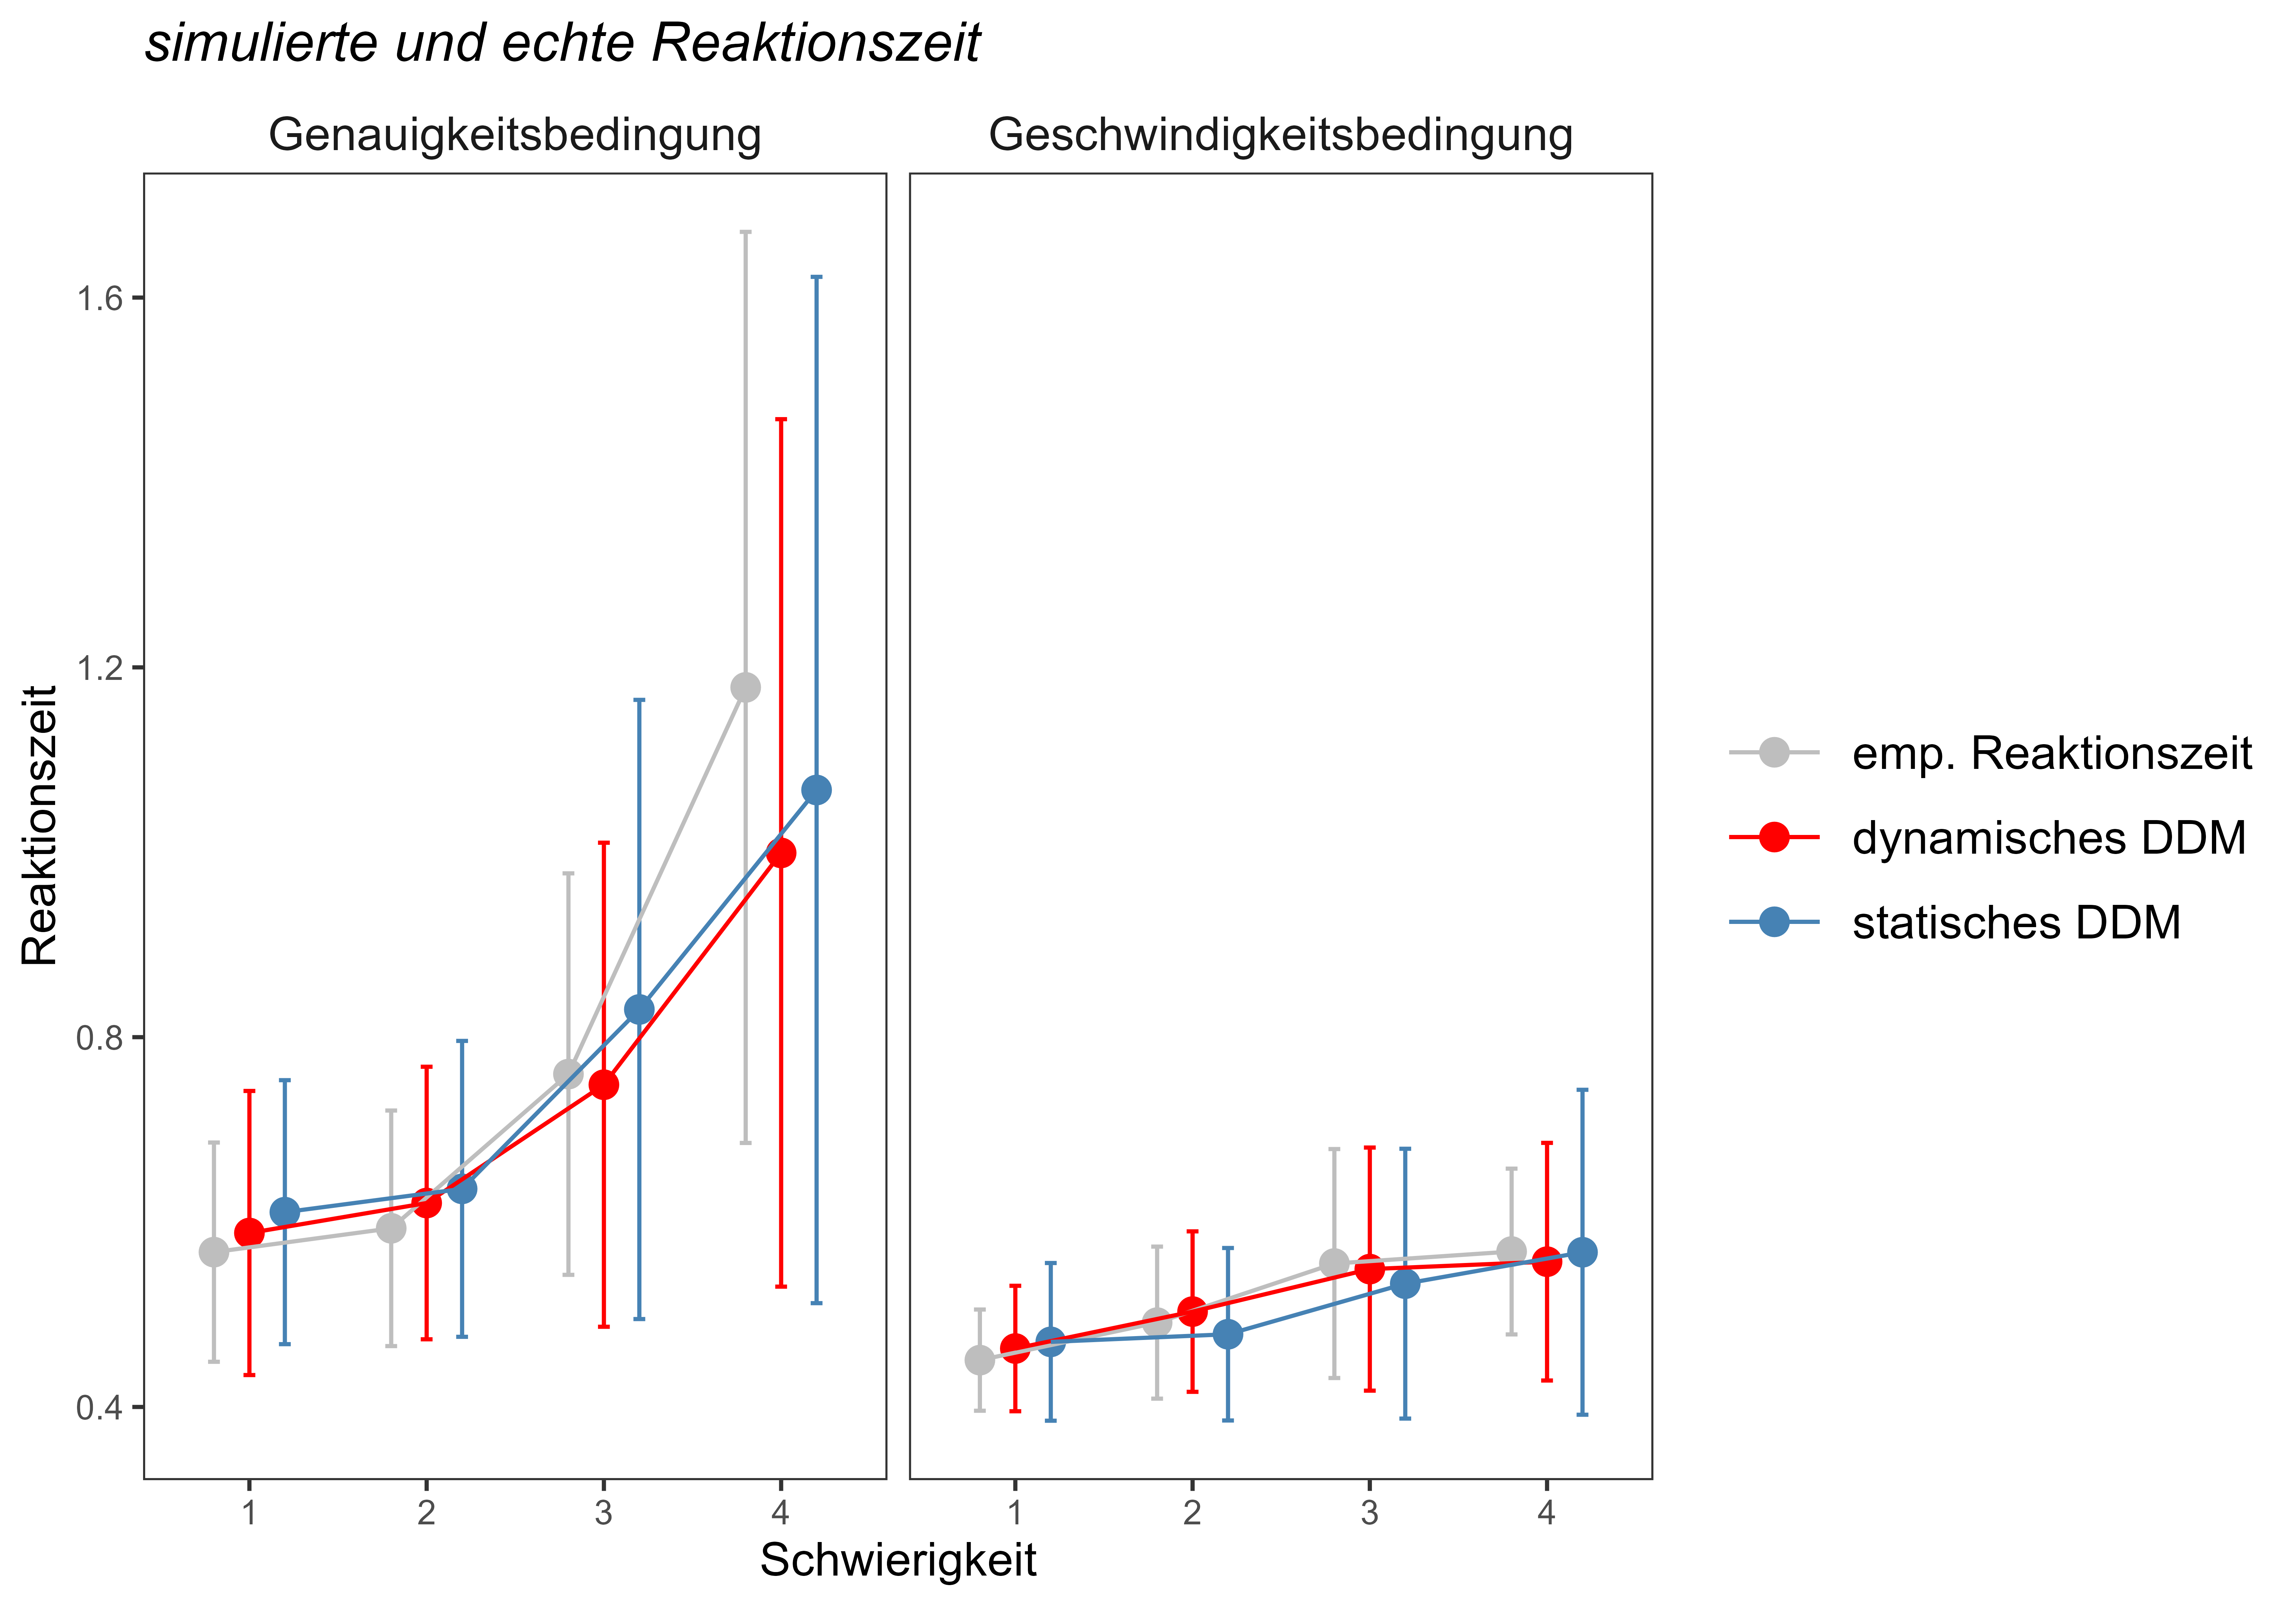 simulierte und echte Reaktionszeit
Genauigkeitsbedingung
Geschwindigkeitsbedingung
Reaktionszeit
1.6
1.2
0.8
0.4
1 2 3 4
1 2 3 4
Schwierigkeit
emp. Reaktionszeit
dynamisches DDM
statisches DDM